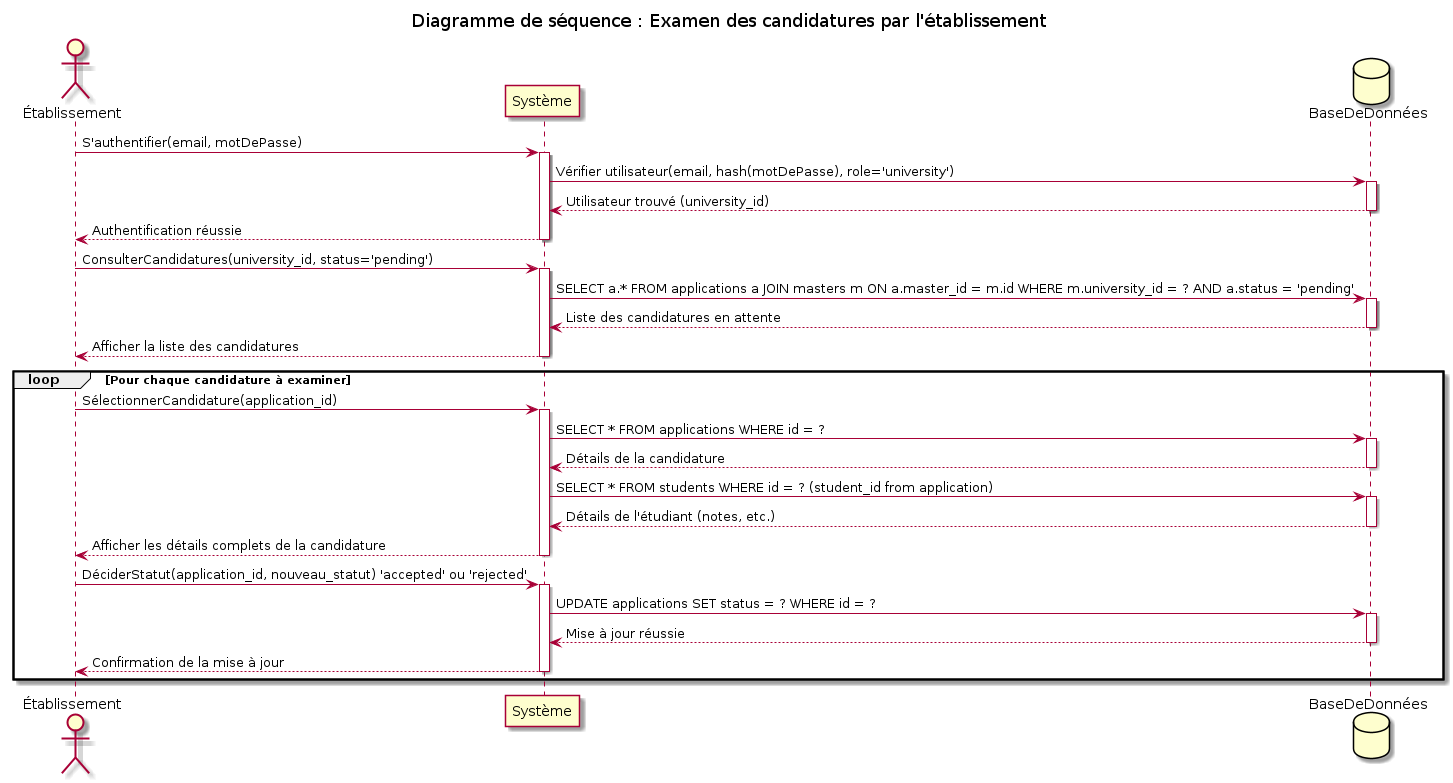 Diagramme de séquence : Examen des candidatures par l'établissement
Établissement
Système
BaseDeDonnées
S'authentifier(email, motDePasse)
Vérifier utilisateur(email, hash(motDePasse), role='university')
Utilisateur trouvé (university_id)
Authentification réussie
ConsulterCandidatures(university_id, status='pending')
SELECT a.* FROM applications a JOIN masters m ON a.master_id = m.id WHERE m.university_id = ? AND a.status = 'pending'
Liste des candidatures en attente
Afficher la liste des candidatures
loop [Pour chaque candidature à examiner]
SélectionnerCandidature(application_id)
SELECT * FROM applications WHERE id = ?
Détails de la candidature
SELECT * FROM students WHERE id = ? (student_id from application)
Détails de l'étudiant (notes, etc.)
Afficher les détails complets de la candidature
DéciderStatut(application_id, nouveau_statut) 'accepted' ou 'rejected'
UPDATE applications SET status = ? WHERE id = ?
Mise à jour réussie
Confirmation de la mise à jour
Établissement
Système
BaseDeDonnées